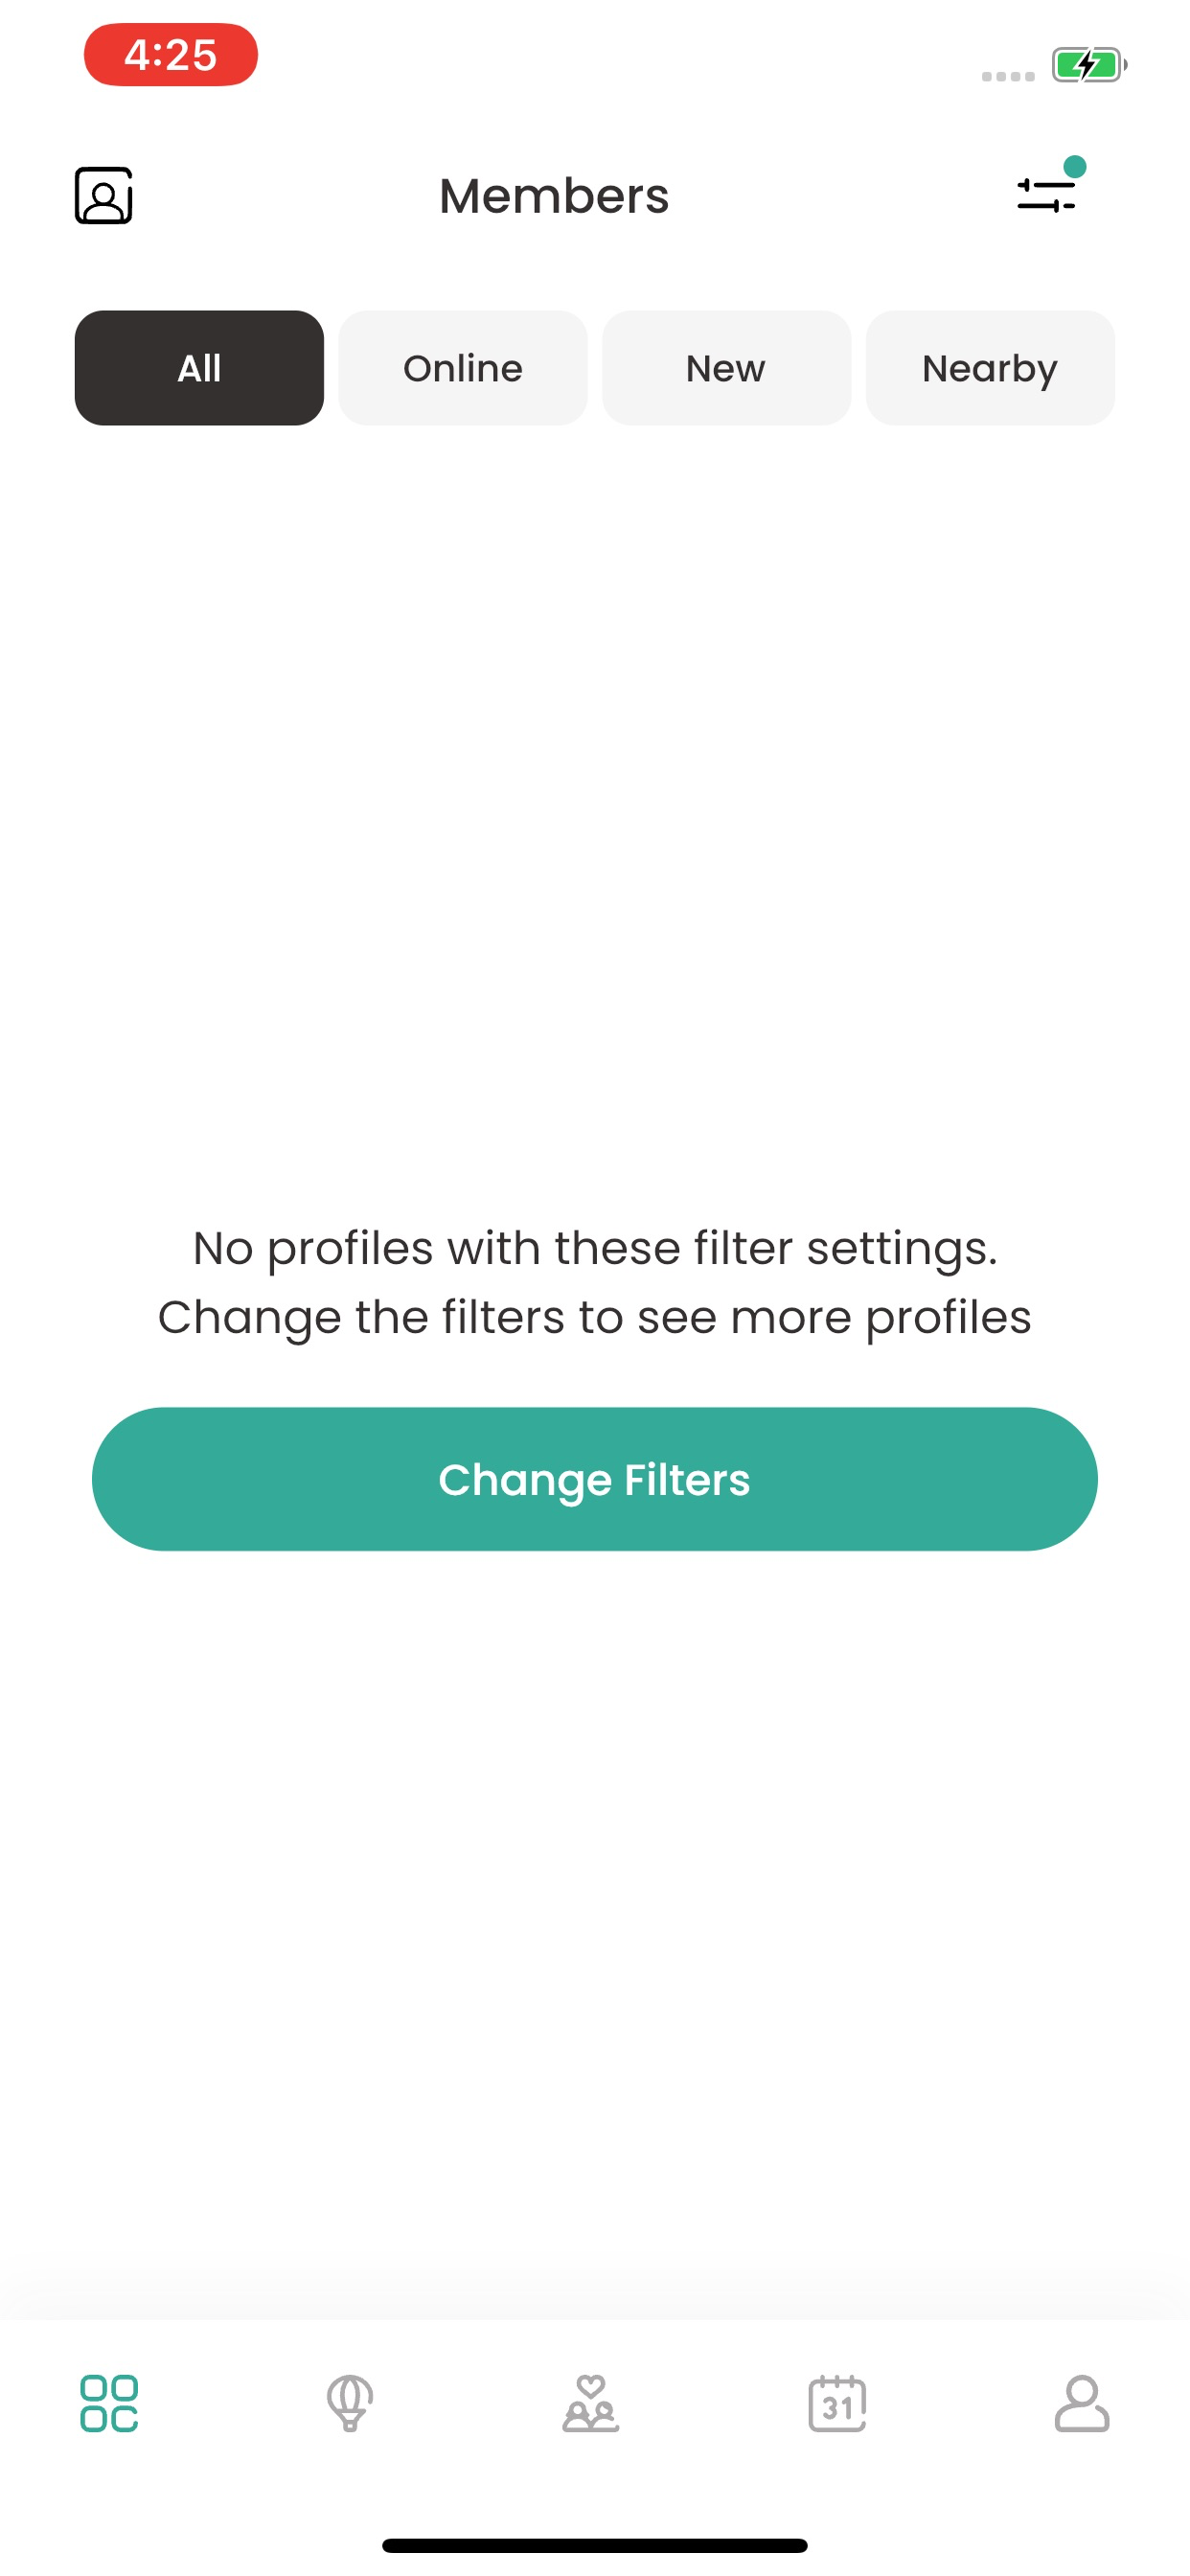 4:25
Members
All
Online
New
Nearby
No profiles with these filter settings.
Change the filters to see more profiles
Change Filters
31